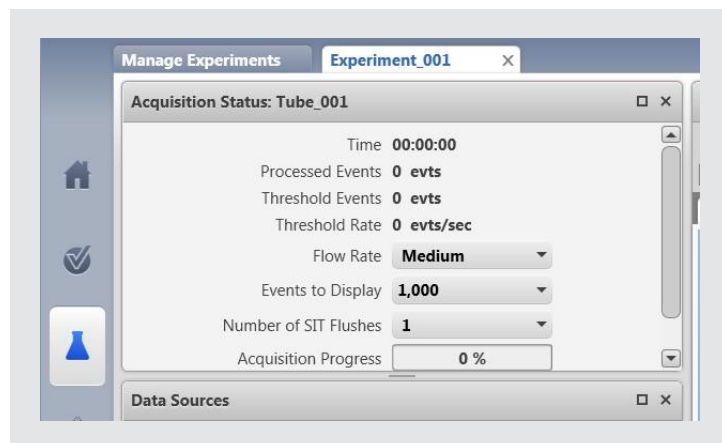 Manage Experiments
Experiment_001
Acquisition Status: Tube_001
Time 00:00:00
Processed Events 0 evts
Threshold Events 0 evts
Threshold Rate 0 evts/sec
Flow Rate Medium
Events to Display 1,000
Number of SIT Flushes 1
Acquisition Progress 0 %
Data Sources